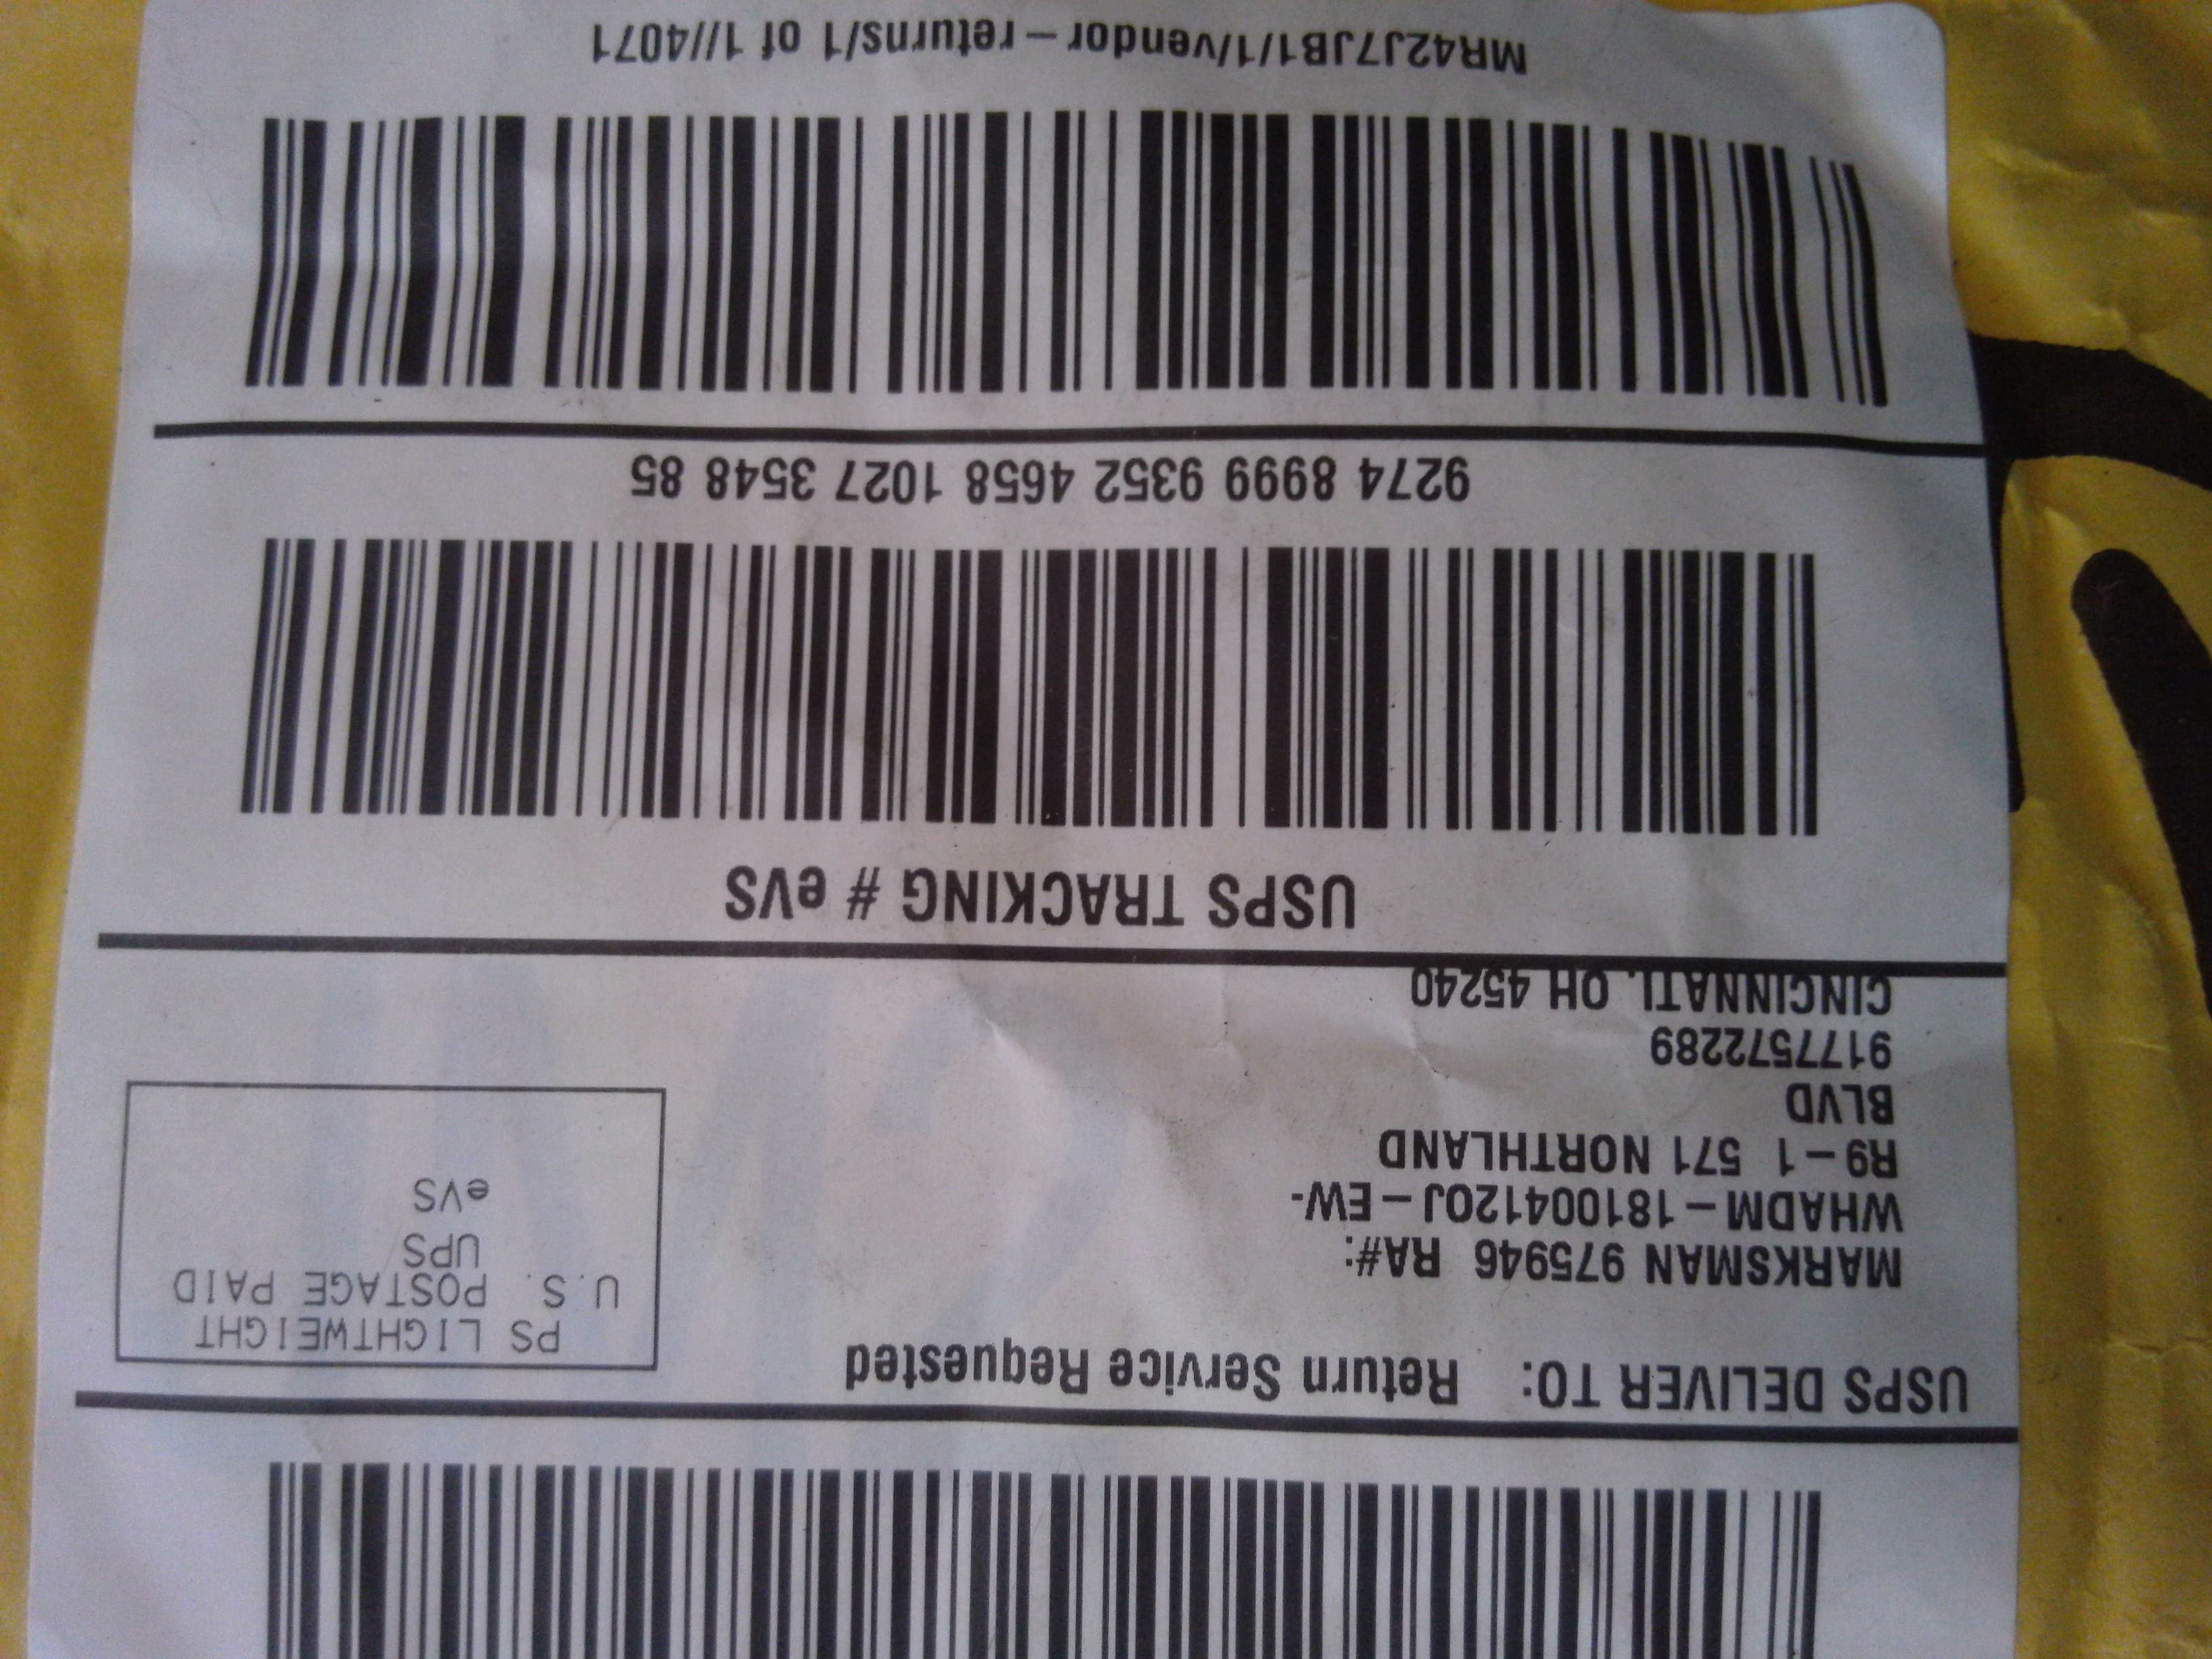 USPS DELIVER TO: Return Service Requested
PS LIGHTWEIGHT
U.S. POSTAGE PAID
UPS
eVS
MARKSMAN 975946 RA#:
WHADM-18100412OJ-EW-
R9-1 571 NORTHLAND
BLVD
9177572289
CINCINNATI, OH 45240
USPS TRACKING # eVS
9274 8999 9352 4658 1027 3548 85
MR42J7JB1/1/1/vendor-returns/1 of 1//4071